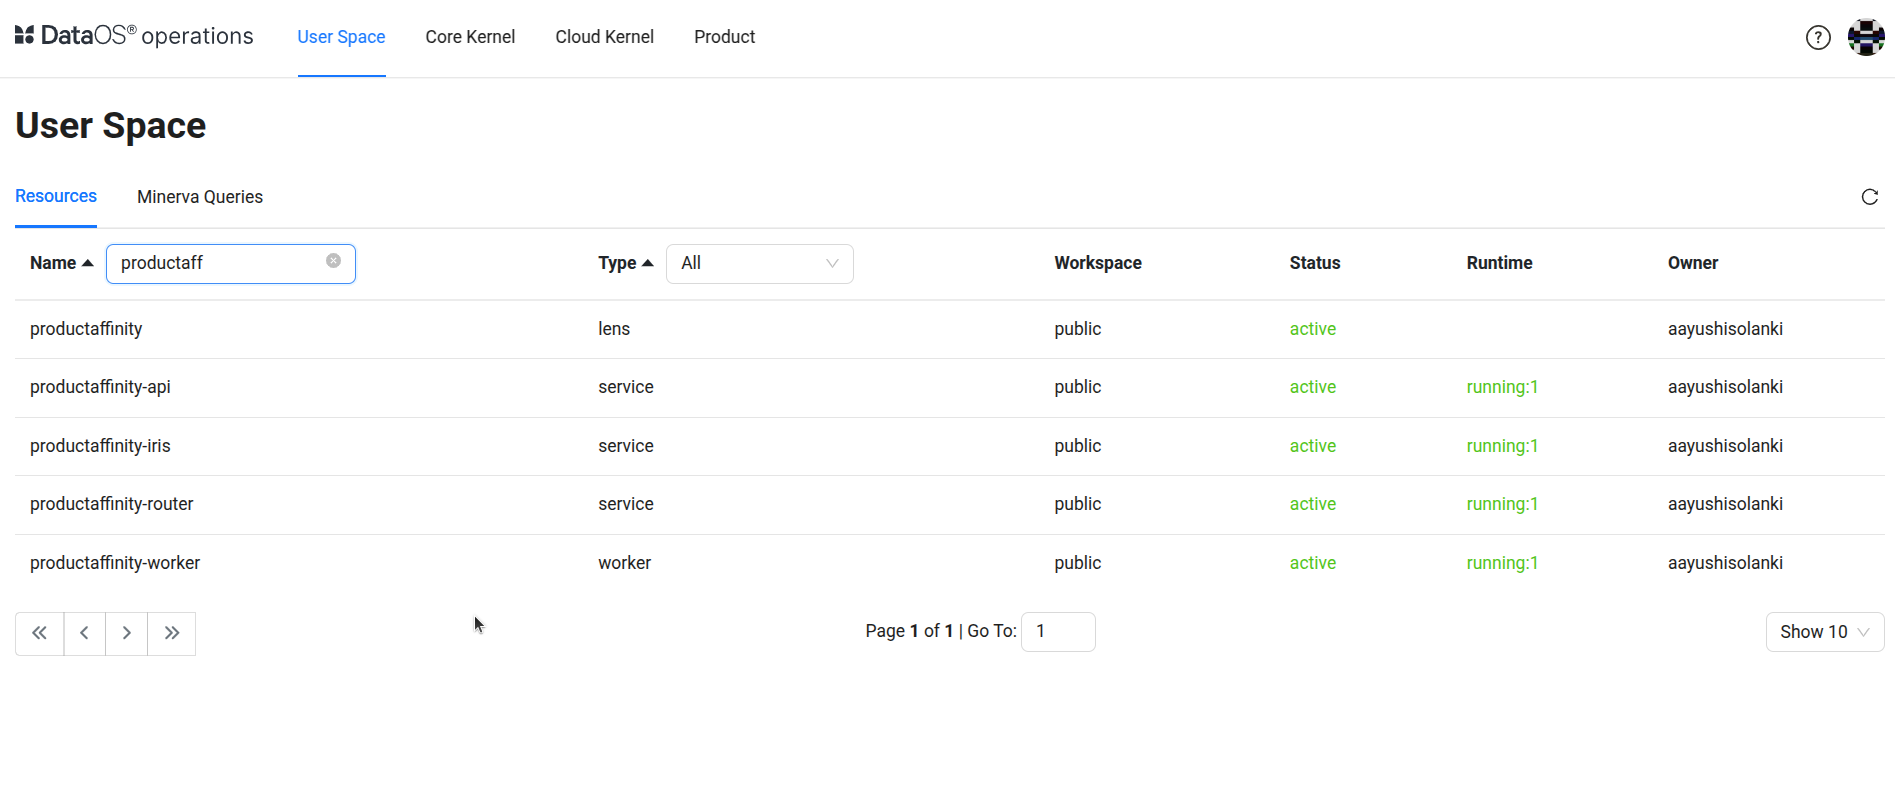 DataOS® operations User Space Core Kernel Cloud Kernel Product ?
User Space
Resources Minerva Queries
Name productaff Type All Workspace Status Runtime Owner
productaffinity lens public active aayushisolanki
productaffinity-api service public active running:1 aayushisolanki
productaffinity-iris service public active running:1 aayushisolanki
productaffinity-router service public active running:1 aayushisolanki
productaffinity-worker worker public active running:1 aayushisolanki
Page 1 of 1 | Go To: 1 Show 10